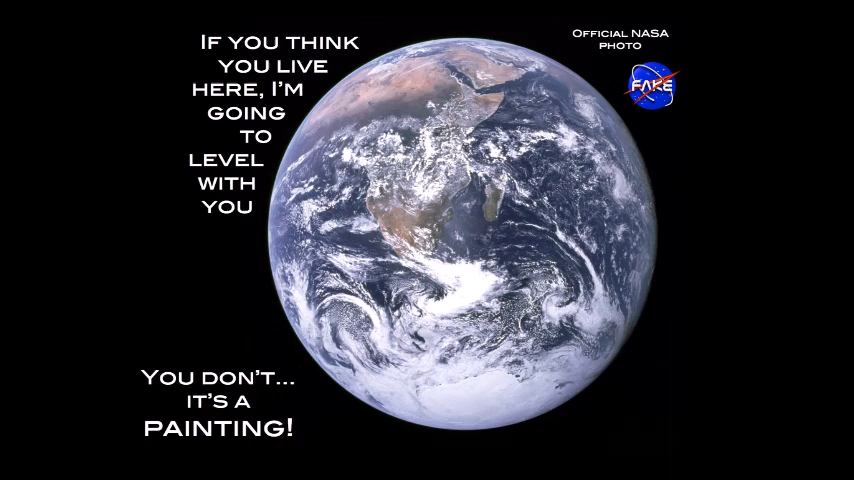 If you think
you live
here, I'm
going
to
level
with
you
Official NASA
photo
FAKE
You don't...
it's a
painting!